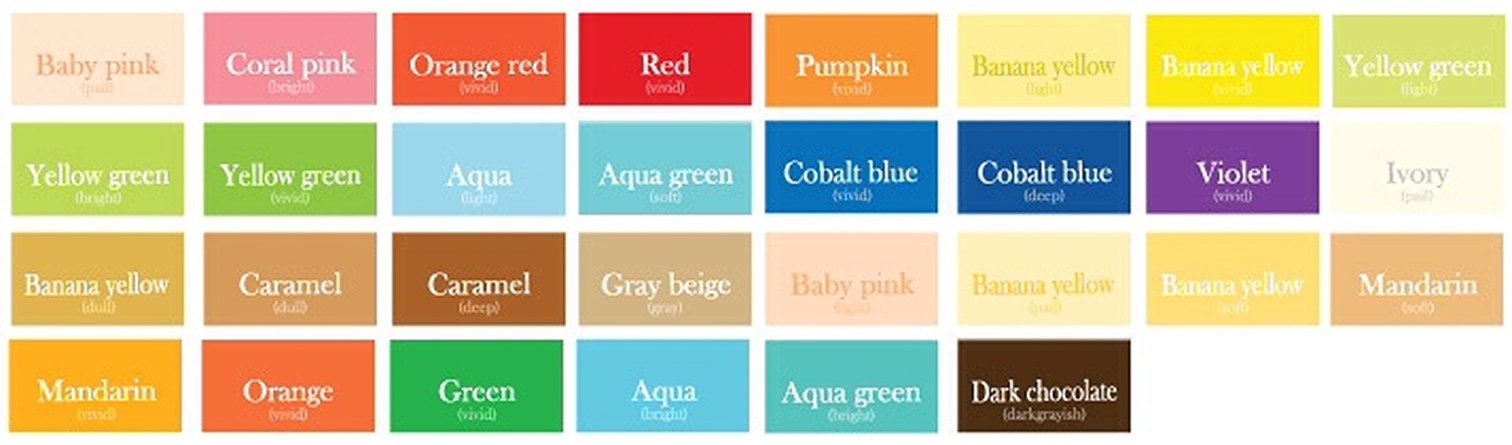 Baby pink
(pail)
Coral pink
(bright)
Orange red
(vivid)
Red
(vivid)
Pumpkin
(vivid)
Banana yellow
(light)
Banana yellow
(vivid)
Yellow green
(light)
Yellow green
(bright)
Yellow green
(vivid)
Aqua
(light)
Aqua green
(soft)
Cobalt blue
(vivid)
Cobalt blue
(deep)
Violet
(vivid)
Ivory
(pail)
Banana yellow
(dull)
Caramel
(dull)
Caramel
(deep)
Gray beige
(gray)
Baby pink
(light)
Banana yellow
(pail)
Banana yellow
(soft)
Mandarin
(soft)
Mandarin
(vivid)
Orange
(vivid)
Green
(vivid)
Aqua
(bright)
Aqua green
(bright)
Dark chocolate
(darkgrayish)